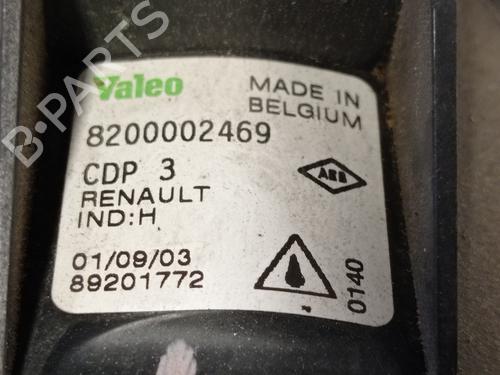 B-PARTS
Valeo
MADE IN
BELGIUM
8200002469
CDP 3
RENAULT
IND:H
01/09/03
89201772
0140